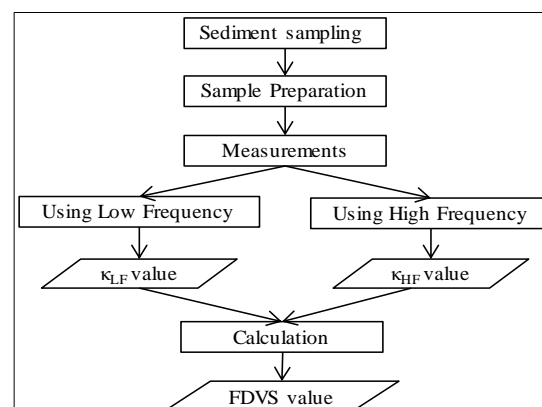 Sediment sampling
Sample Preparation
Measurements
Using Low Frequency
Using High Frequency
κLF value
κHF value
Calculation
FDVS value